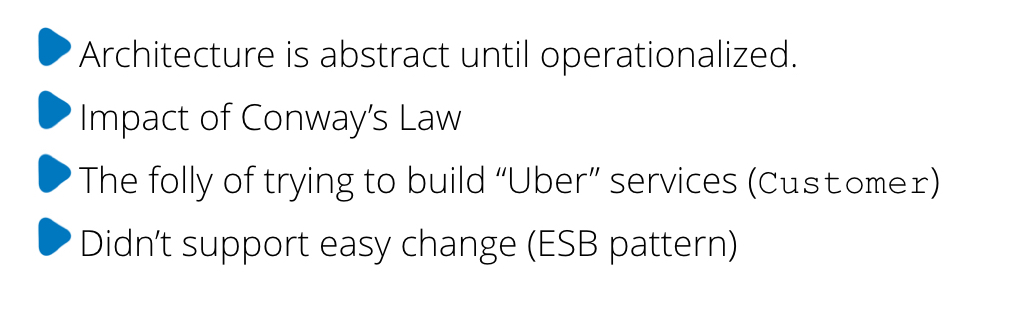 Architecture is abstract until operationalized.
Impact of Conway’s Law
The folly of trying to build “Uber” services (Customer)
Didn’t support easy change (ESB pattern)